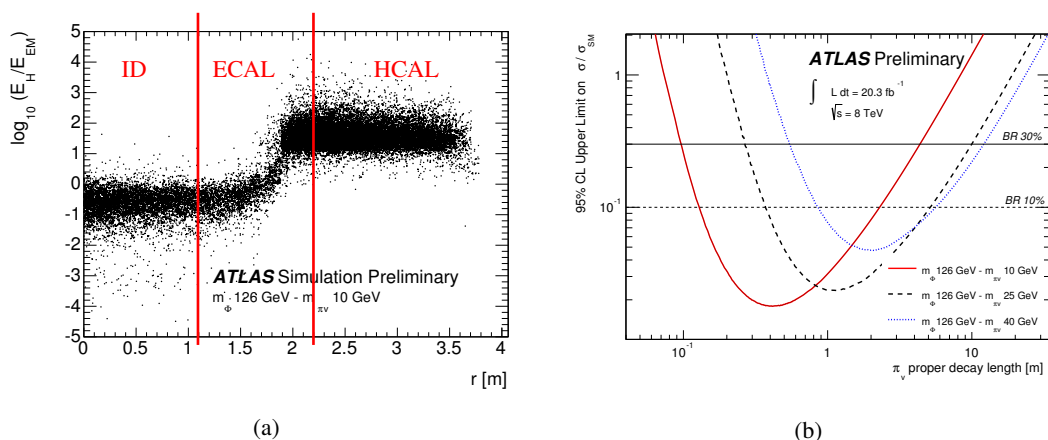 log10 (EH/EEM)
5
4
3
2
1
0
-1
-2
-3
-4
-5
ID ECAL HCAL
ATLAS Simulation Preliminary
mΦ 126 GeV - mπv 10 GeV
0 0.5 1 1.5 2 2.5 3 3.5 4
r [m]
(a)
95% CL Upper Limit on σ / σSM
1
10-1
ATLAS Preliminary
∫ L dt = 20.3 fb-1
√s = 8 TeV
BR 30%
BR 10%
mΦ 126 GeV - mπv 10 GeV
mΦ 126 GeV - mπv 25 GeV
mΦ 126 GeV - mπv 40 GeV
10-1 1 10
πv proper decay length [m]
(b)